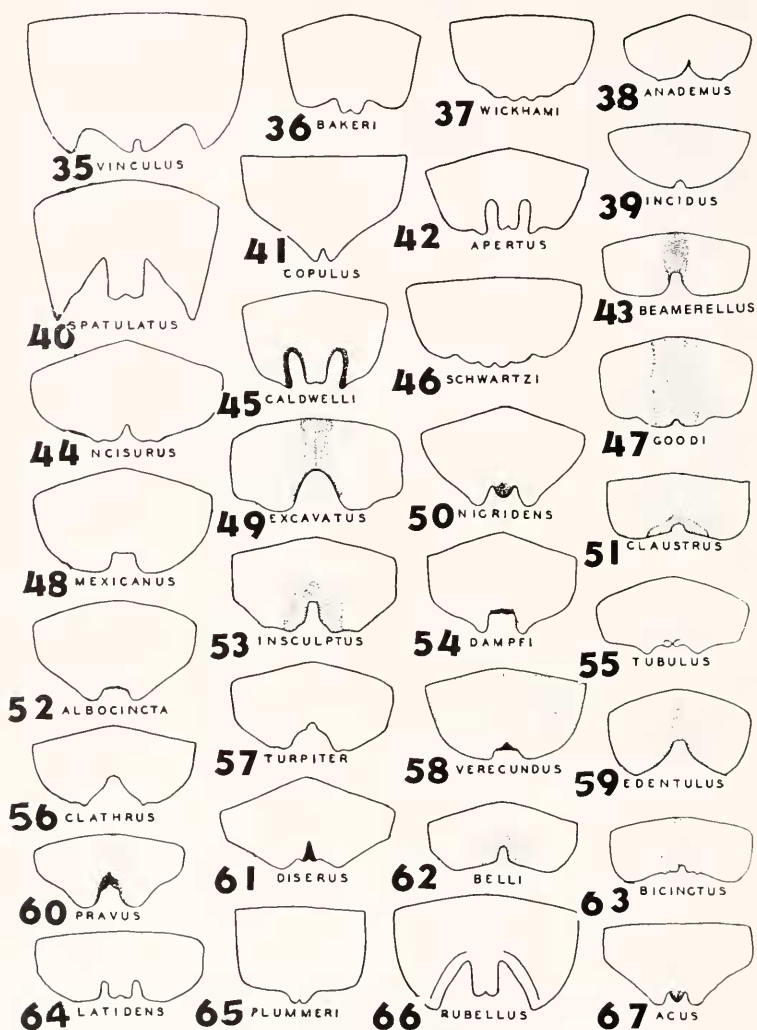 35 VINCULUS
36 BAKERI
37 WICKHAMI
38 ANADEMUS
39 INCIDUS
40 SPATULATUS
41 COPULUS
42 APERTUS
43 BEAMERELLUS
44 NCISURUS
45 CALDWELLI
46 SCHWARTZI
47 GOODI
48 MEXICANUS
49 EXCAVATUS
50 NIGRIDENS
51 CLAUSTRUS
52 ALBOCINCTA
53 INSCULPTUS
54 DAMPFI
55 TUBULUS
56 CLATHRUS
57 TURPITER
58 VERECUNDUS
59 EDENTULUS
60 PRAVUS
61 DISERUS
62 BELLI
63 BICINCTUS
64 LATIDENS
65 PLUMMERI
66 RUBELLUS
67 ACUS